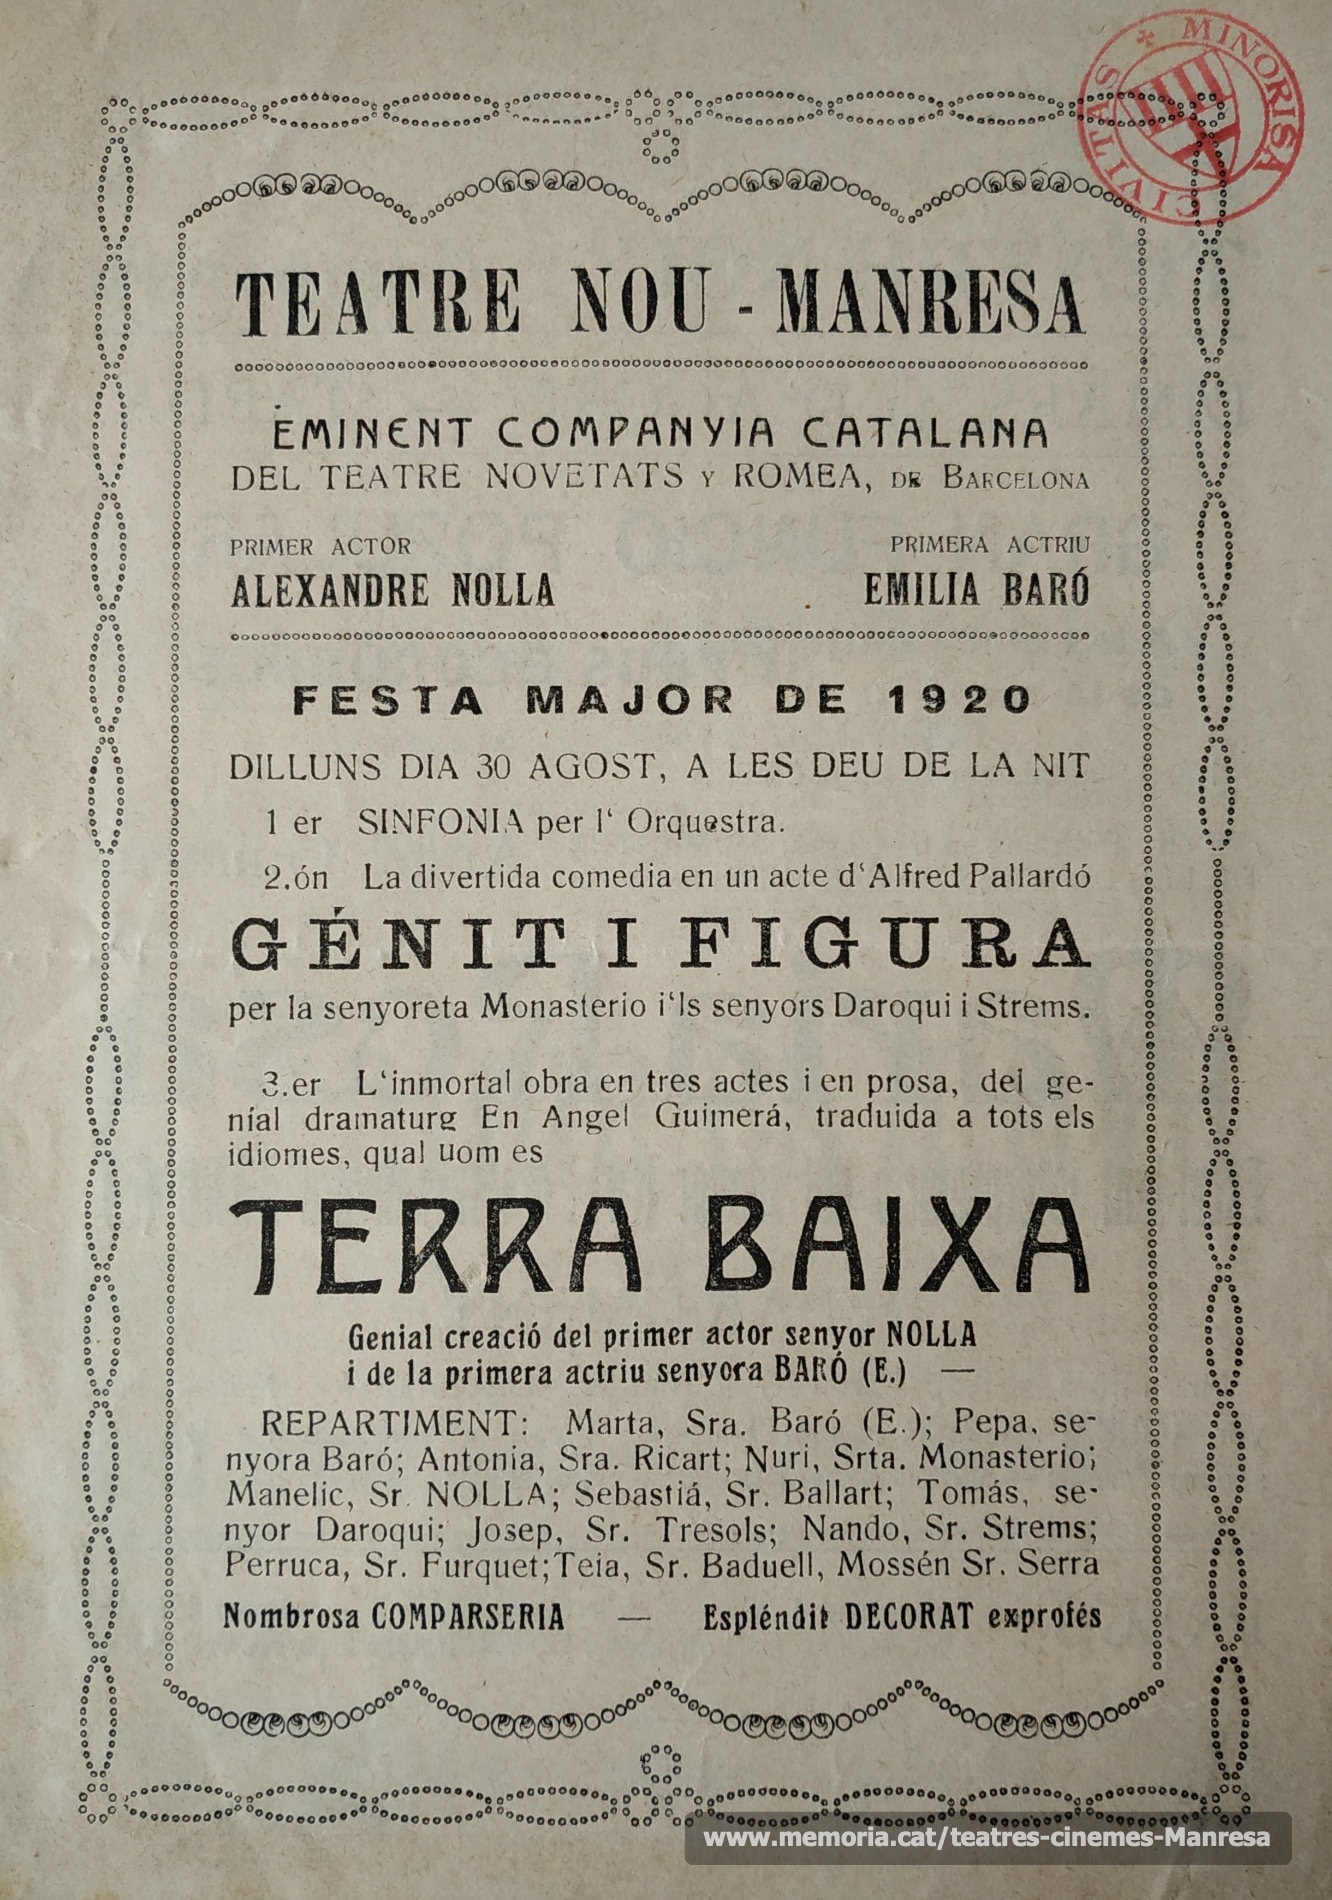 CIVITAS ✠ MINORISA
TEATRE NOU - MANRESA
EMINENT COMPANYIA CATALANA
DEL TEATRE NOVETATS Y ROMEA, DE BARCELONA
PRIMER ACTOR
ALEXANDRE NOLLA
PRIMERA ACTRIU
EMILIA BARÓ
FESTA MAJOR DE 1920
DILLUNS DIA 30 AGOST, A LES DEU DE LA NIT
1 er SINFONIA per l‘ Orquestra.
2.ón La divertida comedia en un acte d‘Alfred Pallardó
GÉNIT I FIGURA
per la senyoreta Monasterio i‘ls senyors Daroqui i Strems.
3.er L‘inmortal obra en tres actes i en prosa, del ge-
níal dramaturg En Angel Guimerá, traduida a tots els
idiomes, qual uom es
TERRA BAIXA
Genial creació del primer actor senyor NOLLA
i de la primera actriu senyora BARÓ (E.) —
REPARTIMENT: Marta, Sra. Baró (E.); Pepa, se-
nyora Baró; Antonia, Sra. Ricart; Nuri, Srta. Monasterio;
Manelic, Sr. NOLLA; Sebastiá, Sr. Ballart; Tomás, se-
nyor Daroqui; Josep, Sr. Tresols; Nando, Sr. Strems;
Perruca, Sr. Furquet; Teia, Sr. Baduell, Mossén Sr. Serra
Nombrosa COMPARSERIA — Espléndit DECORAT exprofés
www.memoria.cat/teatres-cinemes-Manresa